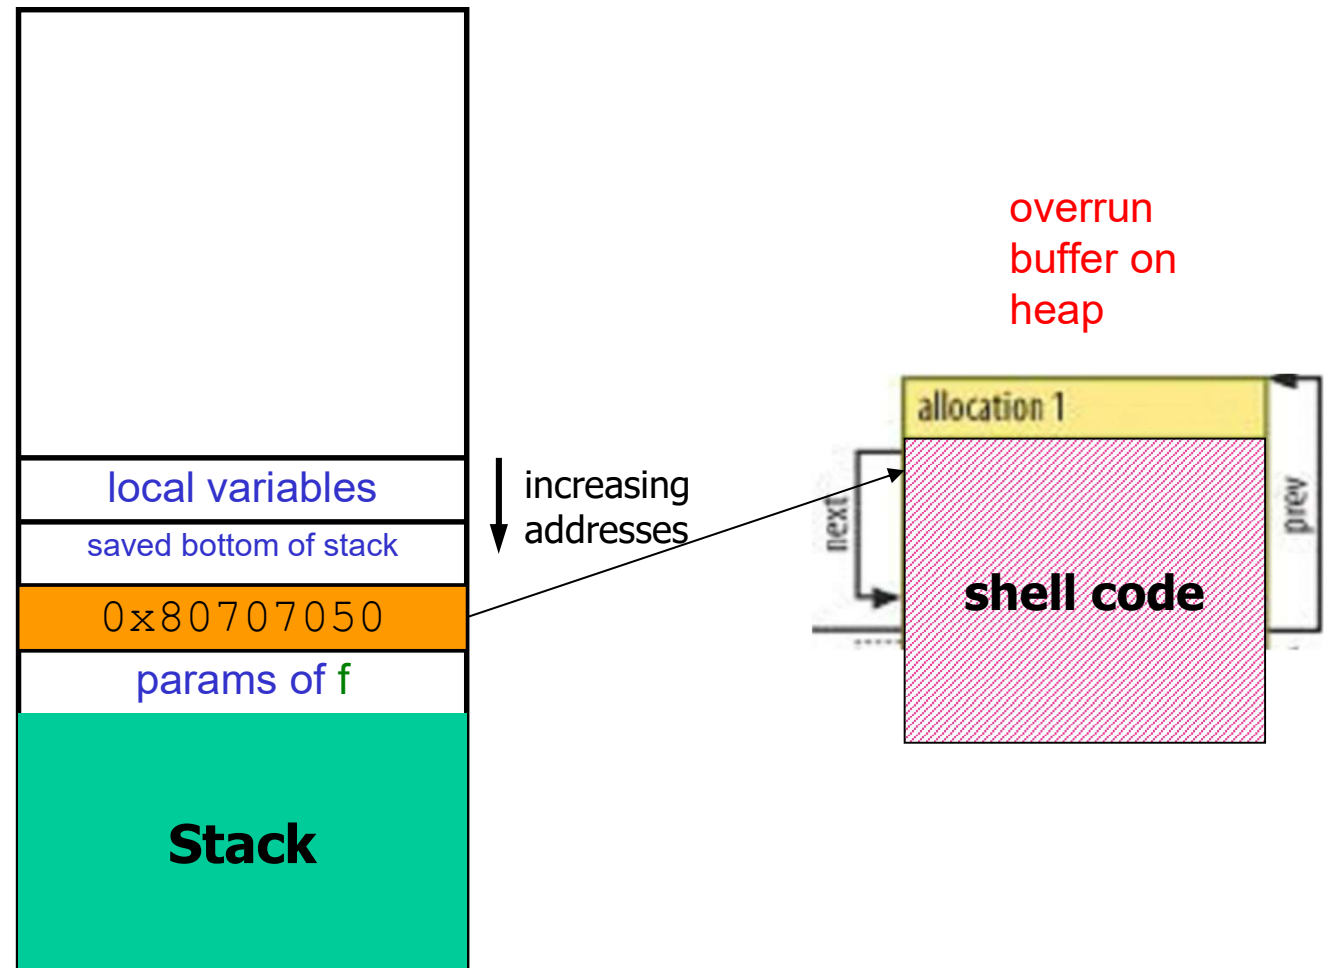 local variables
saved bottom of stack
0x80707050
params of f
Stack
increasing
addresses
overrun
buffer on
heap
allocation 1
next
prev
shell code